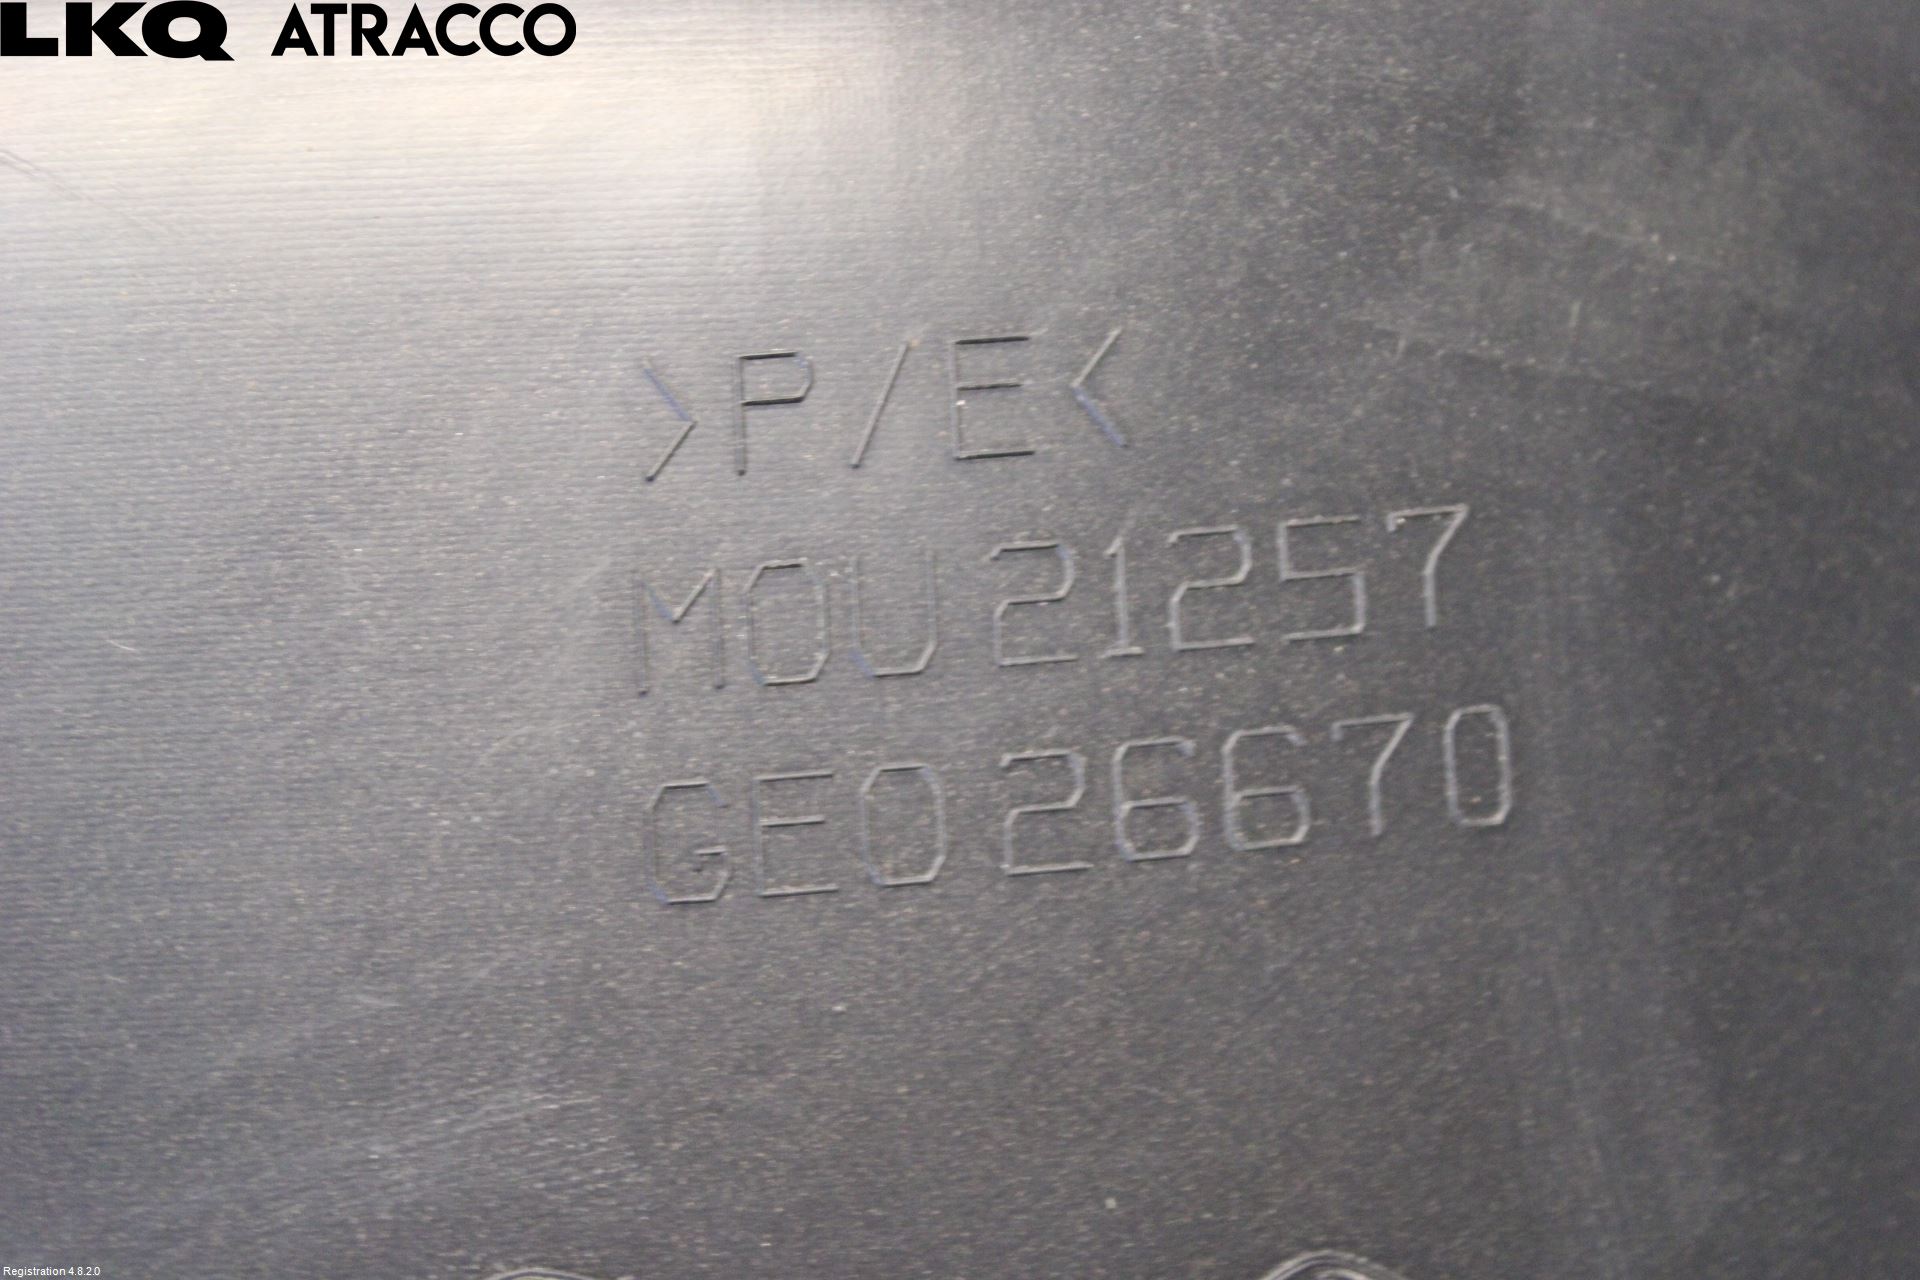 LKQ ATRACCO
>P/E<
MOU 21257
GEO 26670
Registration 4.8.2.0